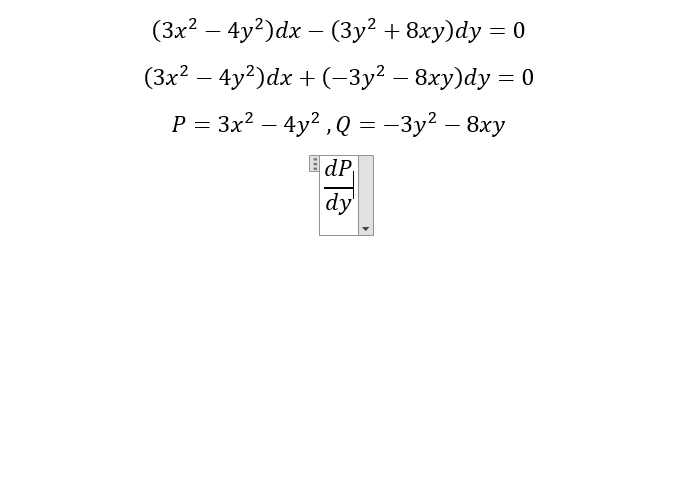 (3x² − 4y²)dx − (3y² + 8xy)dy = 0
(3x² − 4y²)dx + (−3y² − 8xy)dy = 0
P = 3x² − 4y² , Q = −3y² − 8xy
dP
dy